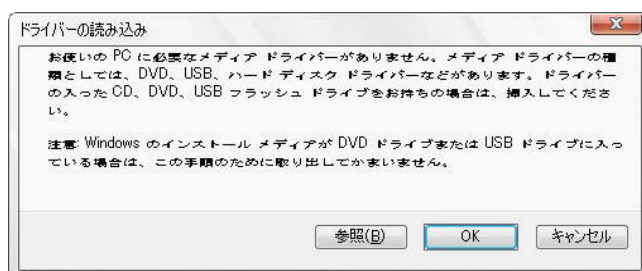 ドライバーの読み込み
お使いの PC に必要なメディア ドライバーがありません。メディア ドライバーの種
類としては、DVD、USB、ハード ディスク ドライバーなどがあります。ドライバー
の入った CD、DVD、USB フラッシュ ドライブをお持ちの場合は、挿入してくださ
い。
注意: Windows のインストール メディアが DVD ドライブまたは USB ドライブに入っ
ている場合は、この手順のために取り出してかまいません。
参照(B)
OK
キャンセル